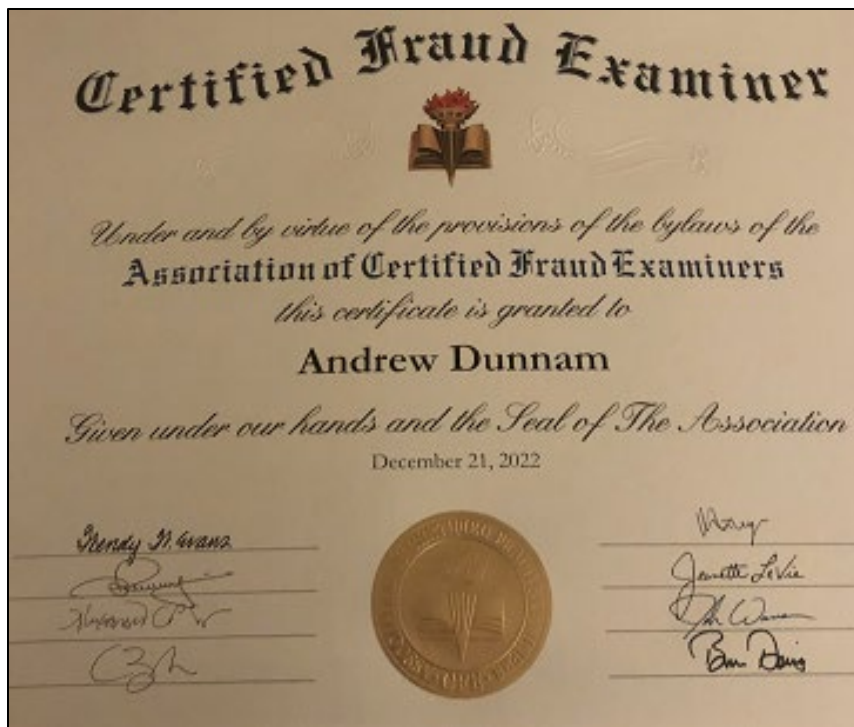 Certified Fraud Examiner
Under and by virtue of the provisions of the bylaws of the
Association of Certified Fraud Examiners
this certificate is granted to
Andrew Dunnam
Given under our hands and the Seal of The Association
December 21, 2022
Jeanette LeVie